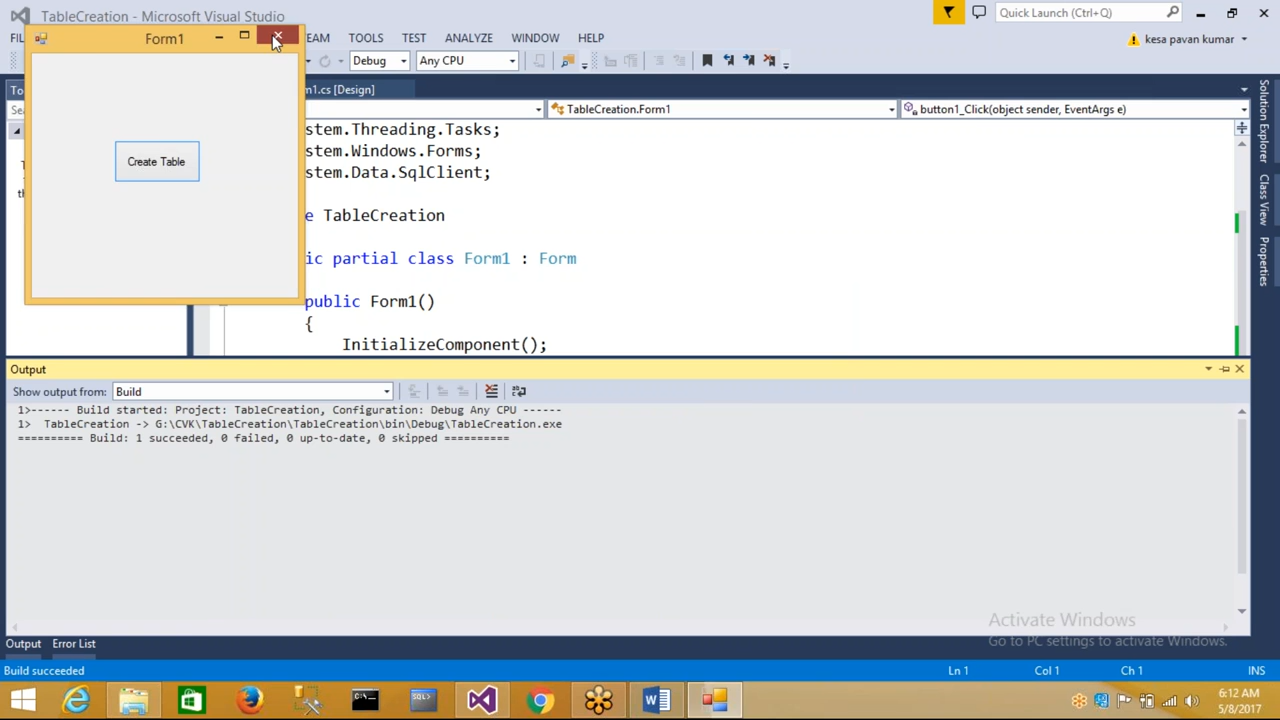 TableCreation - Microsoft Visual Studio
Quick Launch (Ctrl+Q)
Form1
TOOLS TEST ANALYZE WINDOW HELP
kesa pavan kumar
Debug Any CPU
[Design]
TableCreation.Form1
button1_Click(object sender, EventArgs e)
Create Table
stem.Threading.Tasks;
stem.Windows.Forms;
stem.Data.SqlClient;
e TableCreation
ic partial class Form1 : Form
public Form1()
{
InitializeComponent();
Solution Explorer
Class View
Properties
Output
Show output from: Build
1>------ Build started: Project: TableCreation, Configuration: Debug Any CPU ------
1> TableCreation -> G:\CVK\TableCreation\TableCreation\bin\Debug\TableCreation.exe
========== Build: 1 succeeded, 0 failed, 0 up-to-date, 0 skipped ==========
Activate Windows
Go to PC settings to activate Windows.
Output Error List
Build succeeded Ln 1 Col 1 Ch 1 INS
6:12 AM
5/8/2017